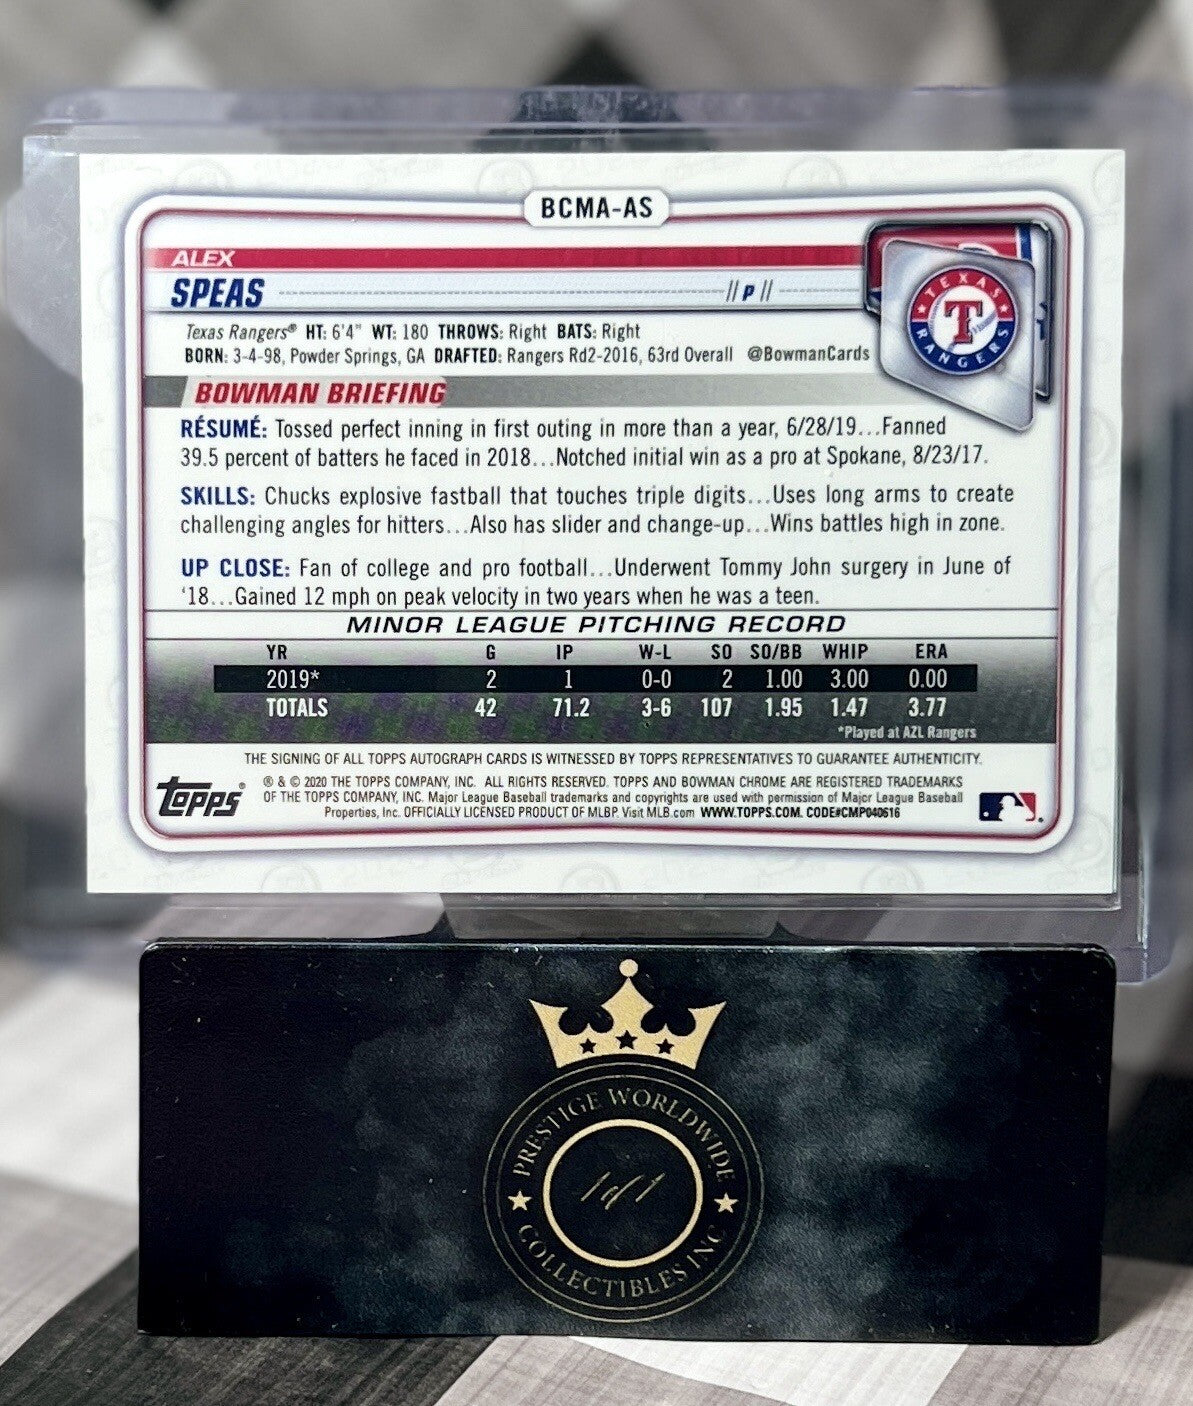 BCMA-AS
ALEX
SPEAS // P //
TEXAS RANGERS
T
Texas Rangers® HT: 6'4" WT: 180 THROWS: Right BATS: Right
BORN: 3-4-98, Powder Springs, GA DRAFTED: Rangers Rd2-2016, 63rd Overall @BowmanCards
BOWMAN BRIEFING
RÉSUMÉ: Tossed perfect inning in first outing in more than a year, 6/28/19...Fanned
39.5 percent of batters he faced in 2018...Notched initial win as a pro at Spokane, 8/23/17.
SKILLS: Chucks explosive fastball that touches triple digits...Uses long arms to create
challenging angles for hitters...Also has slider and change-up...Wins battles high in zone.
UP CLOSE: Fan of college and pro football...Underwent Tommy John surgery in June of
'18...Gained 12 mph on peak velocity in two years when he was a teen.
MINOR LEAGUE PITCHING RECORD
YR G IP W-L SO SO/BB WHIP ERA
2019* 2 1 0-0 2 1.00 3.00 0.00
TOTALS 42 71.2 3-6 107 1.95 1.47 3.77
*Played at AZL Rangers
THE SIGNING OF ALL TOPPS AUTOGRAPH CARDS IS WITNESSED BY TOPPS REPRESENTATIVES TO GUARANTEE AUTHENTICITY.
TOPPS®
® & © 2020 THE TOPPS COMPANY, INC. ALL RIGHTS RESERVED. TOPPS AND BOWMAN CHROME ARE REGISTERED TRADEMARKS
OF THE TOPPS COMPANY, INC. Major League Baseball trademarks and copyrights are used with permission of Major League Baseball
Properties, Inc. OFFICIALLY LICENSED PRODUCT OF MLBP. Visit MLB.com WWW.TOPPS.COM. CODE#CMP040616
PRESTIGE WORLDWIDE
1 of 1
COLLECTIBLES INC